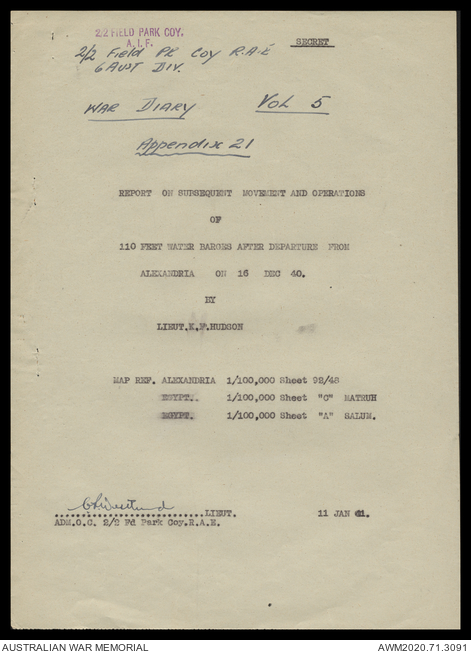 2/2 FIELD PARK COY.
A.I.F.
SECRET
2/2 Field PK Coy R.A.E
6 Aust Div.
War Diary Vol 5
Appendix 21
REPORT ON SUBSEQUENT MOVEMENT AND OPERATIONS
OF
110 FEET WATER BARGES AFTER DEPARTURE FROM
ALEXANDRIA ON 16 DEC 40.
BY
LIEUT.K.F.HUDSON
MAP REF. ALEXANDRIA 1/100,000 Sheet 92/48
EGYPT. 1/100,000 Sheet "C" MATRUH
EGYPT. 1/100,000 Sheet "A" SALUM.
LIEUT. 11 JAN 41.
ADM.O.C. 2/2 Fd Park Coy.R.A.E.
AUSTRALIAN WAR MEMORIAL AWM2020.71.3091